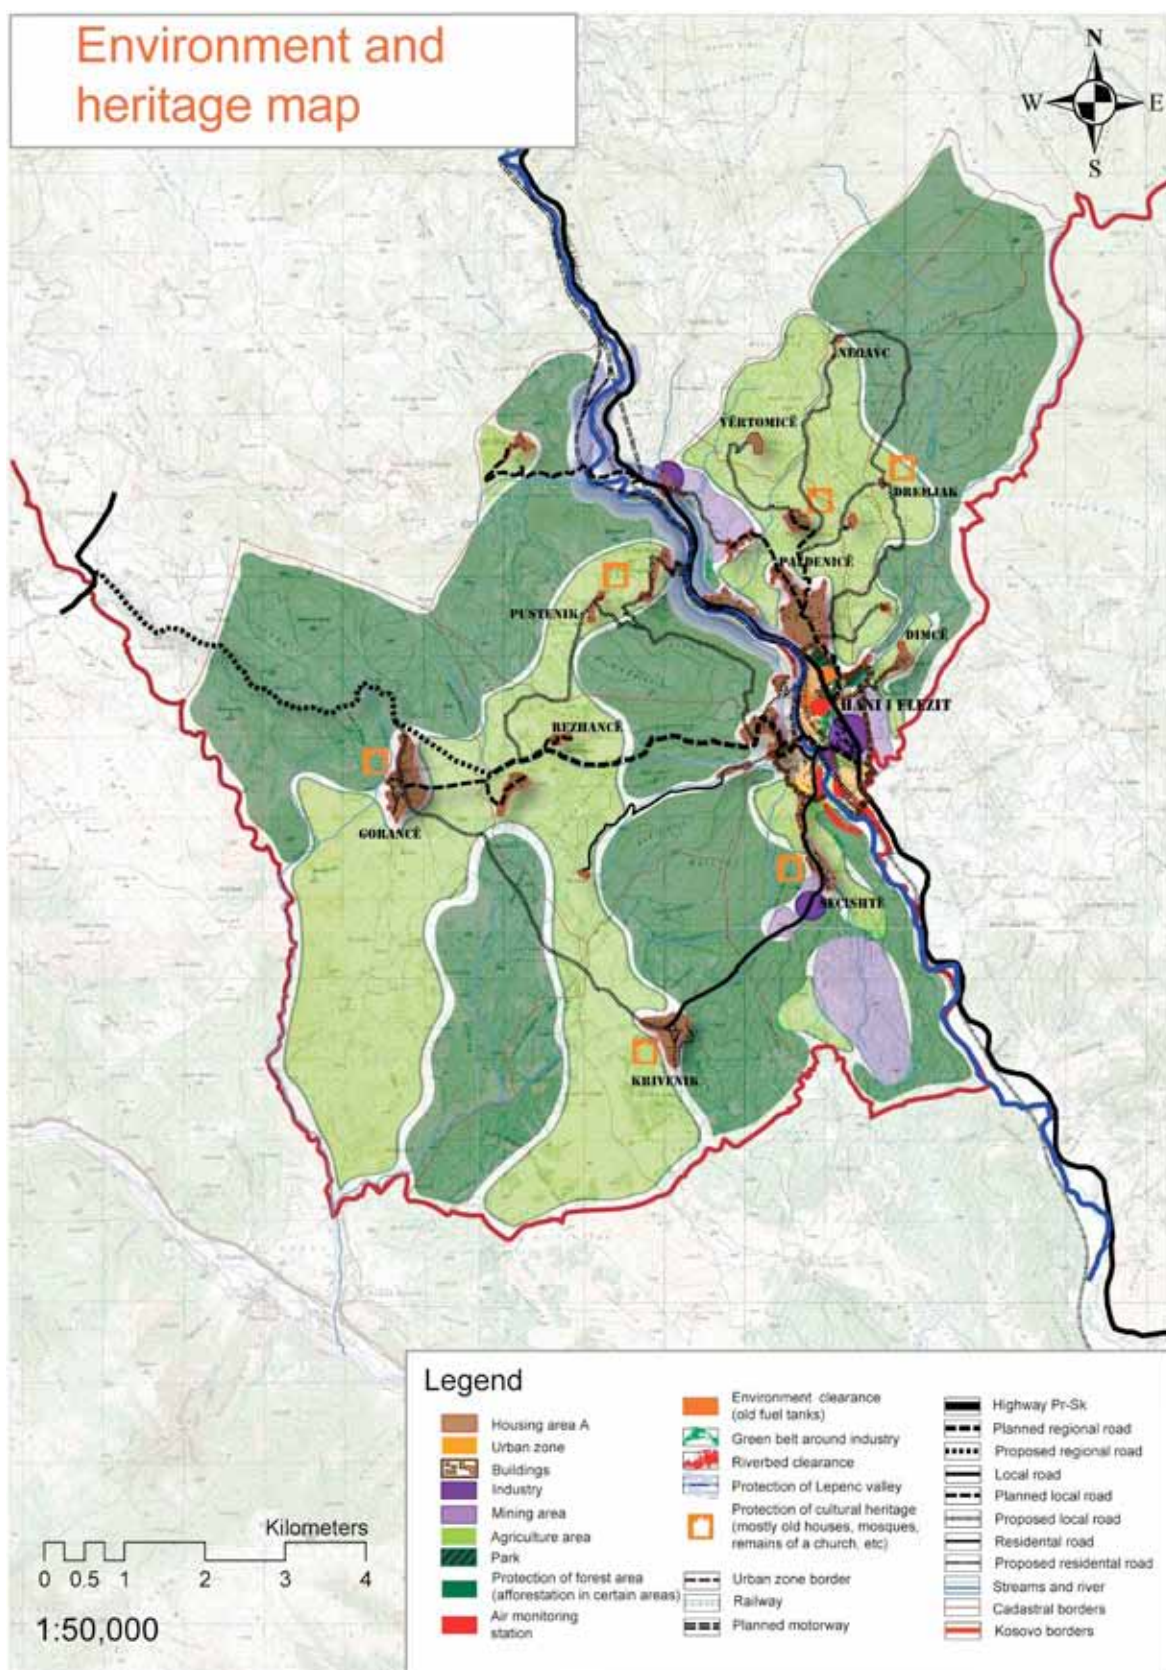 Environment and
heritage map
N
W
E
S
NEQAVC
VËRTOMICË
DREMJAK
PALDENICË
PUSTENIK
DIMCË
HANI I ELEZIT
REZHANCË
GORANCË
SECISHTË
KRIVENIK
Legend
Housing area A
Urban zone
Buildings
Industry
Mining area
Agriculture area
Park
Protection of forest area
(afforestation in certain areas)
Air monitoring
station
Environment clearance
(old fuel tanks)
Green belt around industry
Riverbed clearance
Protection of Lepenc valley
Protection of cultural heritage
(mostly old houses, mosques,
remains of a church, etc)
Urban zone border
Railway
Planned motorway
Highway Pr-Sk
Planned regional road
Proposed regional road
Local road
Planned local road
Proposed local road
Residental road
Proposed residental road
Streams and river
Cadastral borders
Kosovo borders
Kilometers
0 0.5 1 2 3 4
1:50,000